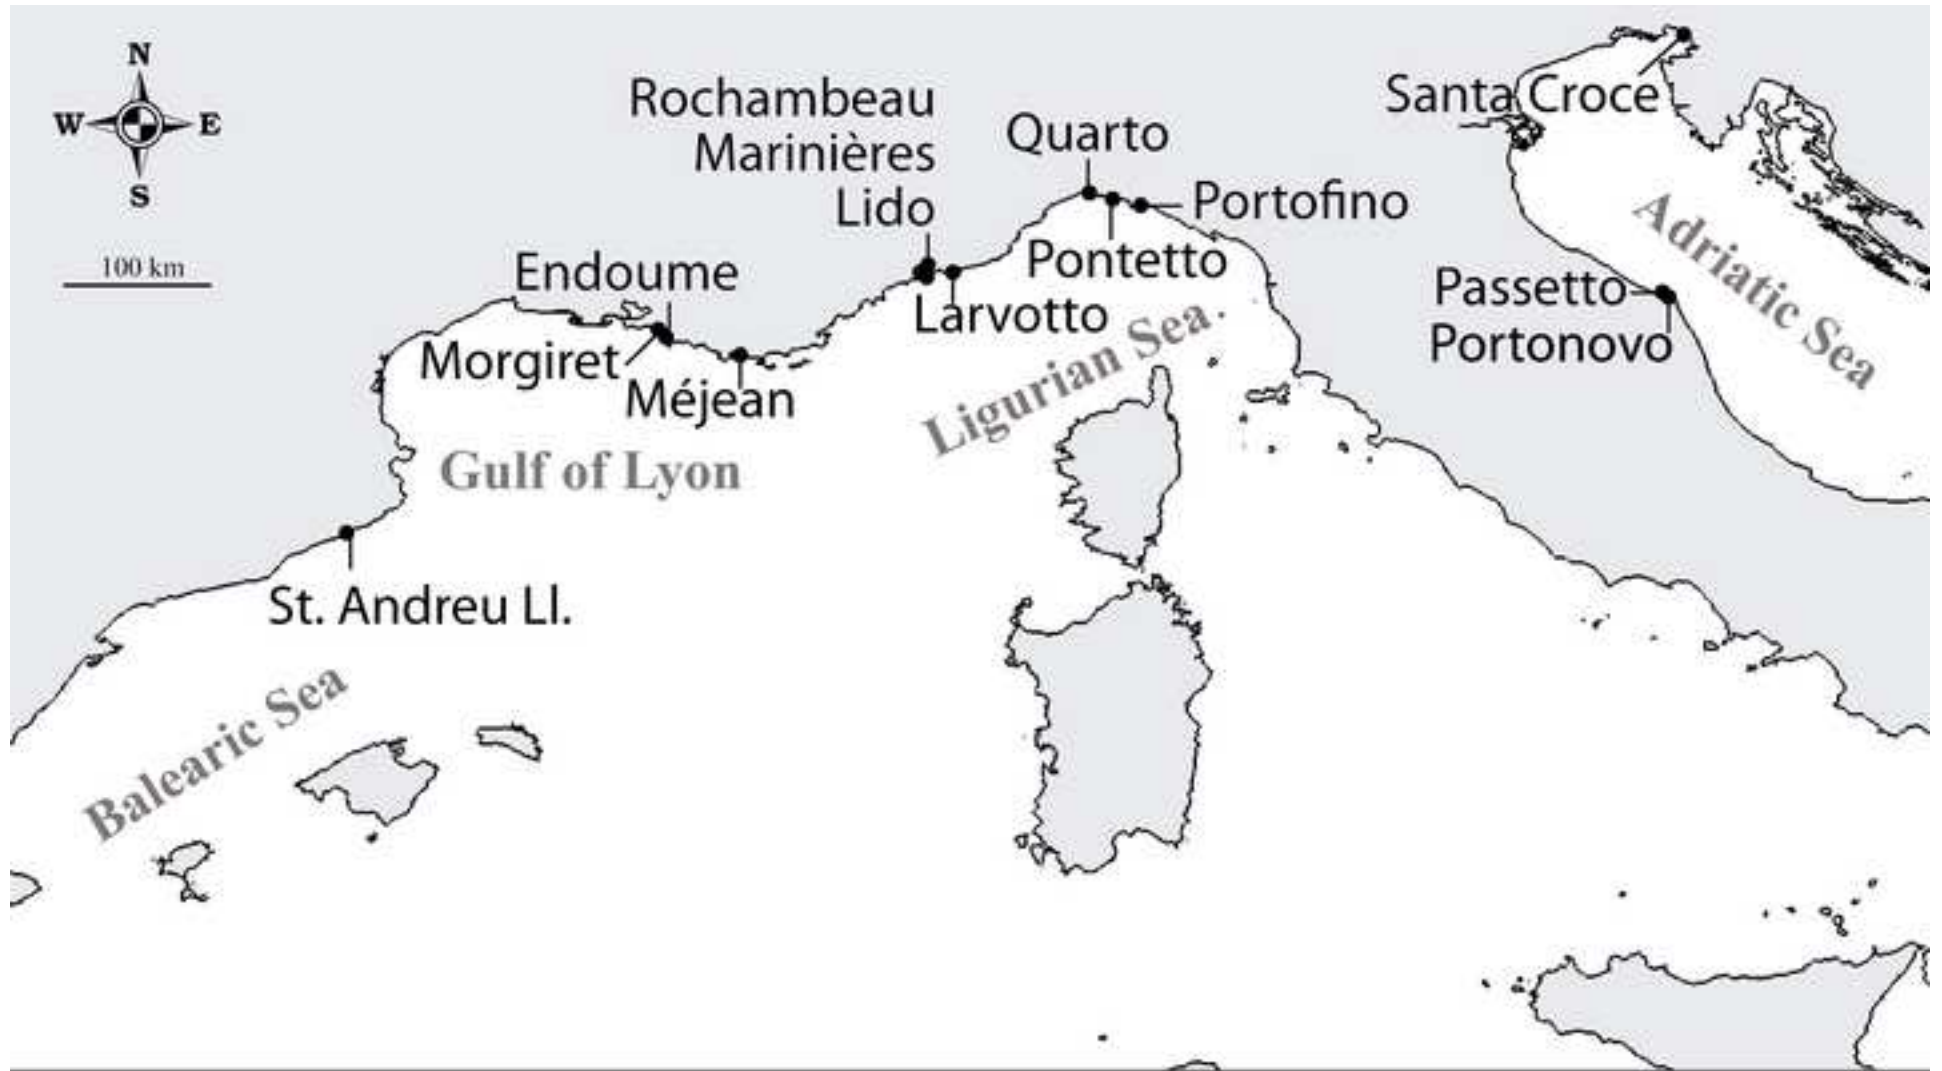 N
W E
S
100 km
Rochambeau
Marinières
Lido
Quarto
Portofino
Pontetto
Larvotto
Endoume
Morgiret
Méjean
Santa Croce
Adriatic Sea
Passetto
Portonovo
Ligurian Sea
Gulf of Lyon
St. Andreu Ll.
Balearic Sea